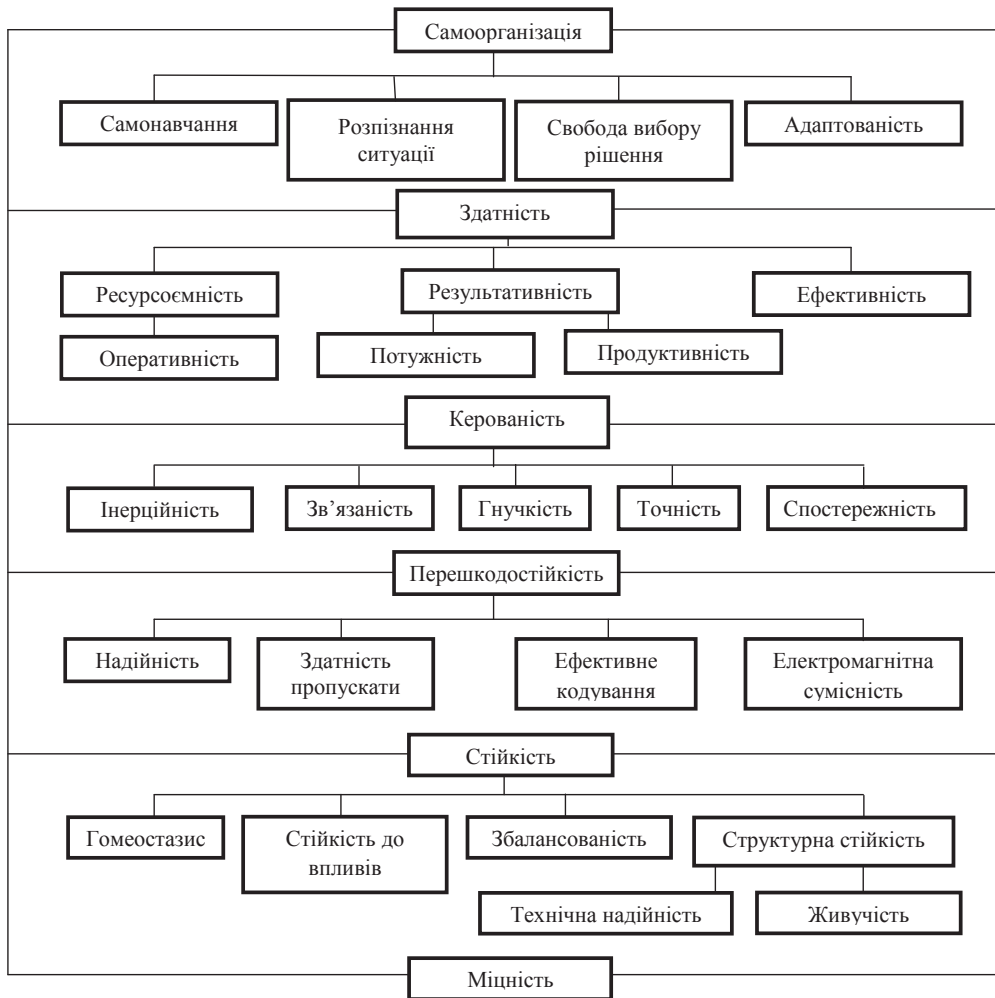 Самоорганізація
Самонавчання
Розпізнання
ситуації
Свобода вибору
рішення
Адаптованість
Здатність
Ресурсоємність
Результативність
Ефективність
Оперативність
Потужність
Продуктивність
Керованість
Інерційність
Зв’язаність
Гнучкість
Точність
Спостережність
Перешкодостійкість
Надійність
Здатність
пропускати
Ефективне
кодування
Електромагнітна
сумісність
Стійкість
Гомеостазис
Стійкість до
впливів
Збалансованість
Структурна стійкість
Технічна надійність
Живучість
Міцність